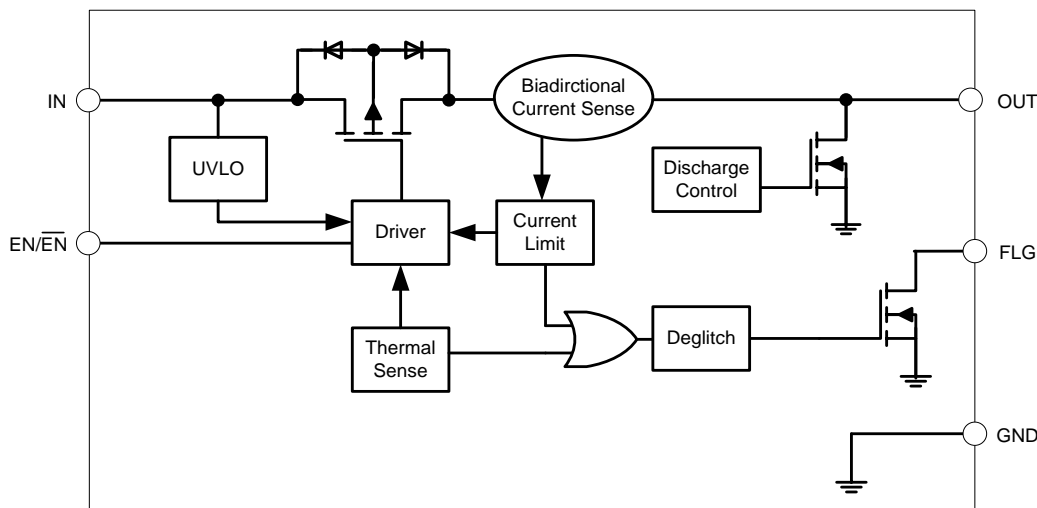 Biadirctional
Current Sense
IN
OUT
UVLO
Discharge
Control
Driver
Current
Limit
EN/EN
FLG
Thermal
Sense
Deglitch
GND